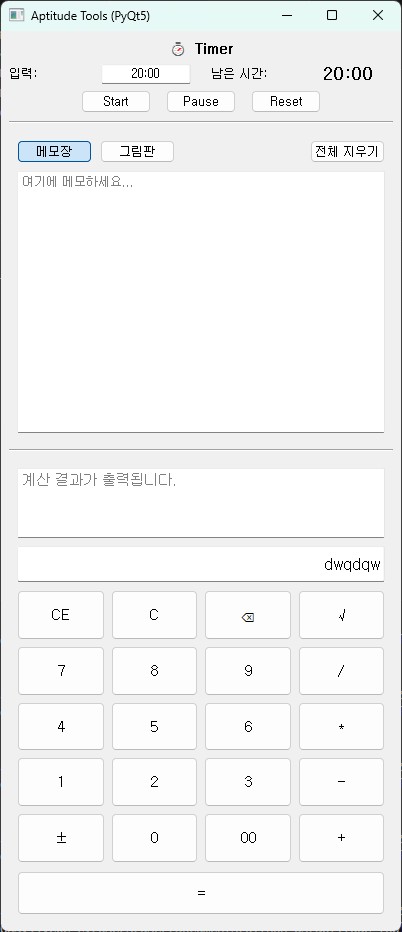 Aptitude Tools (PyQt5)
Timer
입력: 20:00 남은 시간: 20:00
Start Pause Reset
메모장 그림판 전체 지우기
여기에 메모하세요...
계산 결과가 출력됩니다.
dwqdqw
CE C ⌫ √
7 8 9 /
4 5 6 *
1 2 3 -
± 0 00 +
=